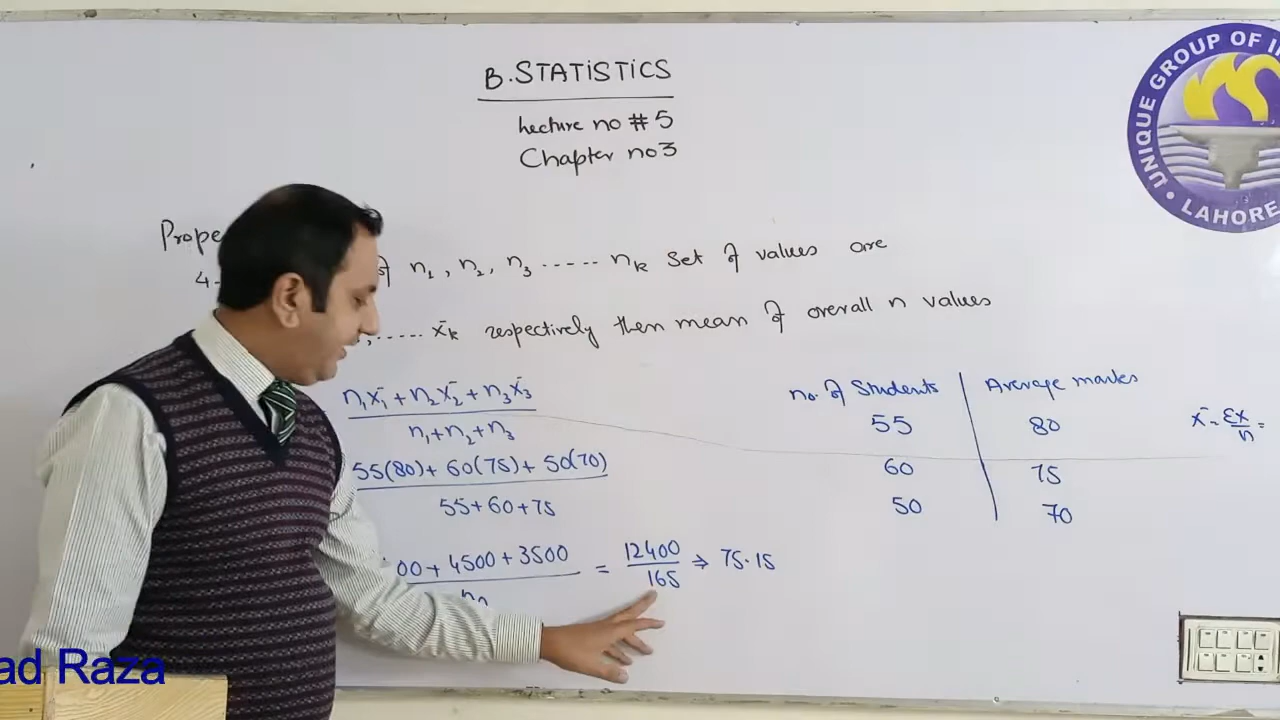 B. STATISTICS
Lecture no # 5
Chapter no 3
UNIQUE GROUP OF
LAHORE
4.
n₁, n₂, n₃ ...... nₖ Set of values are
, ..... x̄ₖ respectively then mean of overall n values
n₁x̄₁ + n₂x̄₂ + n₃x̄₃
n₁ + n₂ + n₃
55(80) + 60(75) + 50(70)
55 + 60 + 75
00 + 4500 + 3500 = 12400 ⇒ 75.15
165
no. of Students Average marks
55 80
60 75
50 70
x̄ = Σx =
n
ad Raza